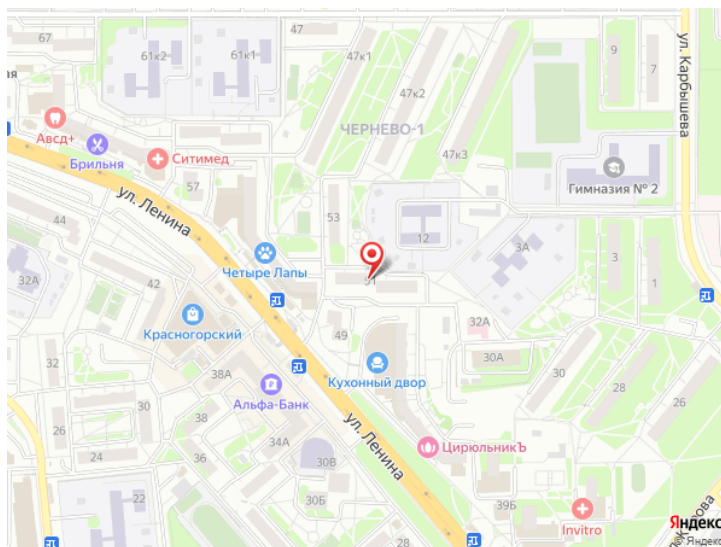 67
61к2
61к1
47
47к1
9
7
ул. Карбышева
ная
47к2
Авсд+
ЧЕРНЕВО-1
Брильня
Ситимед
47к3
Гимназия № 2
57
ул. Ленина
53
44
12
3А
3
1
32А
Четыре Лапы
51
42
Красногорский
49
32А
30А
32
38А
Кухонный двор
30
28
26
38
Альфа-Банк
26
24
34А
ул. Ленина
36
30В
ЦирюльникЪ
28
22
30Б
39Б
Invitro
Яндекс
© Яндекс